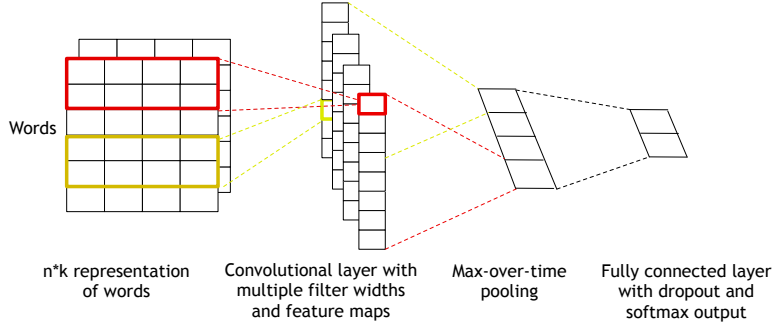 Words
n*k representation
of words
Convolutional layer with
multiple filter widths
and feature maps
Max-over-time
pooling
Fully connected layer
with dropout and
softmax output